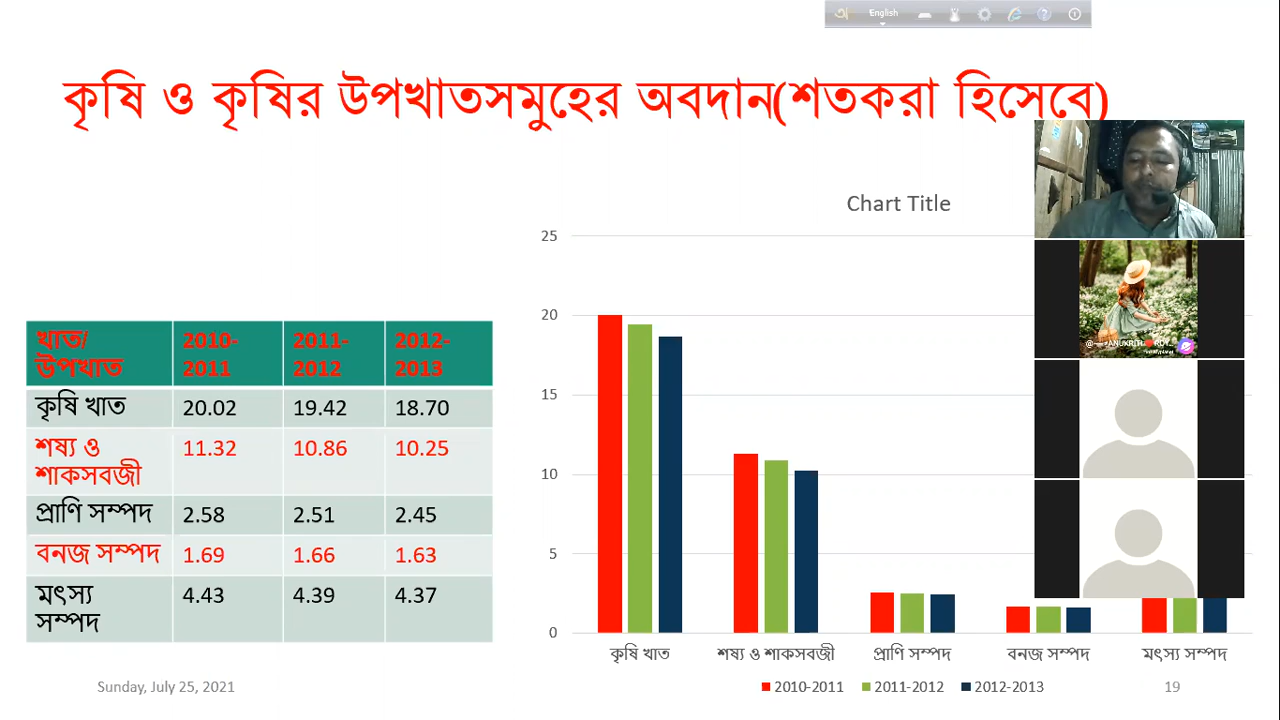 English
কৃষি ও কৃষির উপখাতসমুহের অবদান(শতকরা হিসেবে)
Chart Title
25
20
15
10
5
0
খাত/
উপখাত
2010-
2011
2011-
2012
2012-
2013
কৃষি খাত 20.02 19.42 18.70
শষ্য ও
শাকসবজী
11.32 10.86 10.25
প্রাণি সম্পদ 2.58 2.51 2.45
বনজ সম্পদ 1.69 1.66 1.63
মৎস্য
সম্পদ
4.43 4.39 4.37
কৃষি খাত শষ্য ও শাকসবজী প্রাণি সম্পদ বনজ সম্পদ মৎস্য সম্পদ
2010-2011 2011-2012 2012-2013
Sunday, July 25, 2021
19